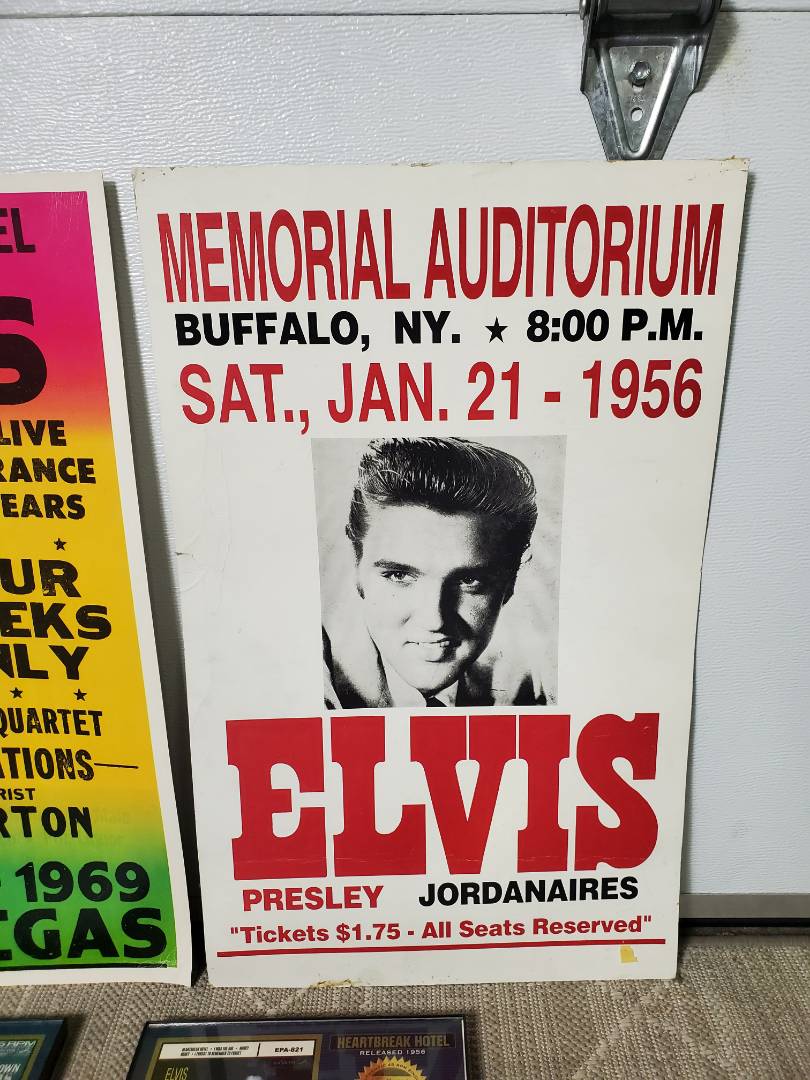 MEMORIAL AUDITORIUM
BUFFALO, NY. ★ 8:00 P.M.
SAT., JAN. 21 - 1956
ELVIS
PRESLEY JORDANAIRES
"Tickets $1.75 - All Seats Reserved"
EL
S
LIVE
RANCE
EARS
UR
EKS
NLY
QUARTET
ATIONS
RIST
RTON
1969
EGAS
EPA-821
ELVIS
HEARTBREAK HOTEL
RELEASED 1956